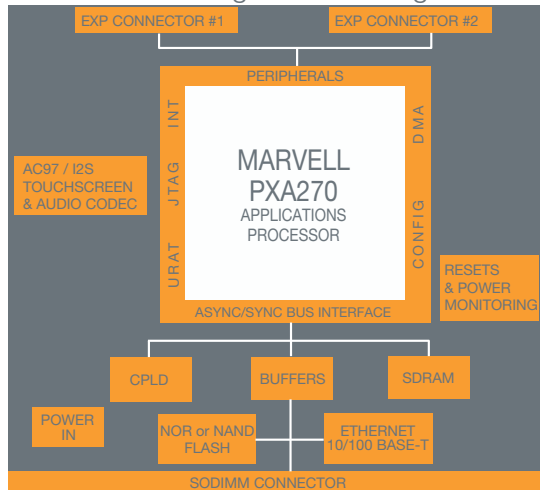 EXP CONNECTOR #1
EXP CONNECTOR #2
PERIPHERALS
INT
JTAG
URAT
DMA
CONFIG
MARVELL
PXA270
APPLICATIONS
PROCESSOR
AC97 / I2S
TOUCHSCREEN
& AUDIO CODEC
RESETS
& POWER
MONITORING
ASYNC/SYNC BUS INTERFACE
CPLD
BUFFERS
SDRAM
POWER
IN
NOR or NAND
FLASH
ETHERNET
10/100 BASE-T
SODIMM CONNECTOR